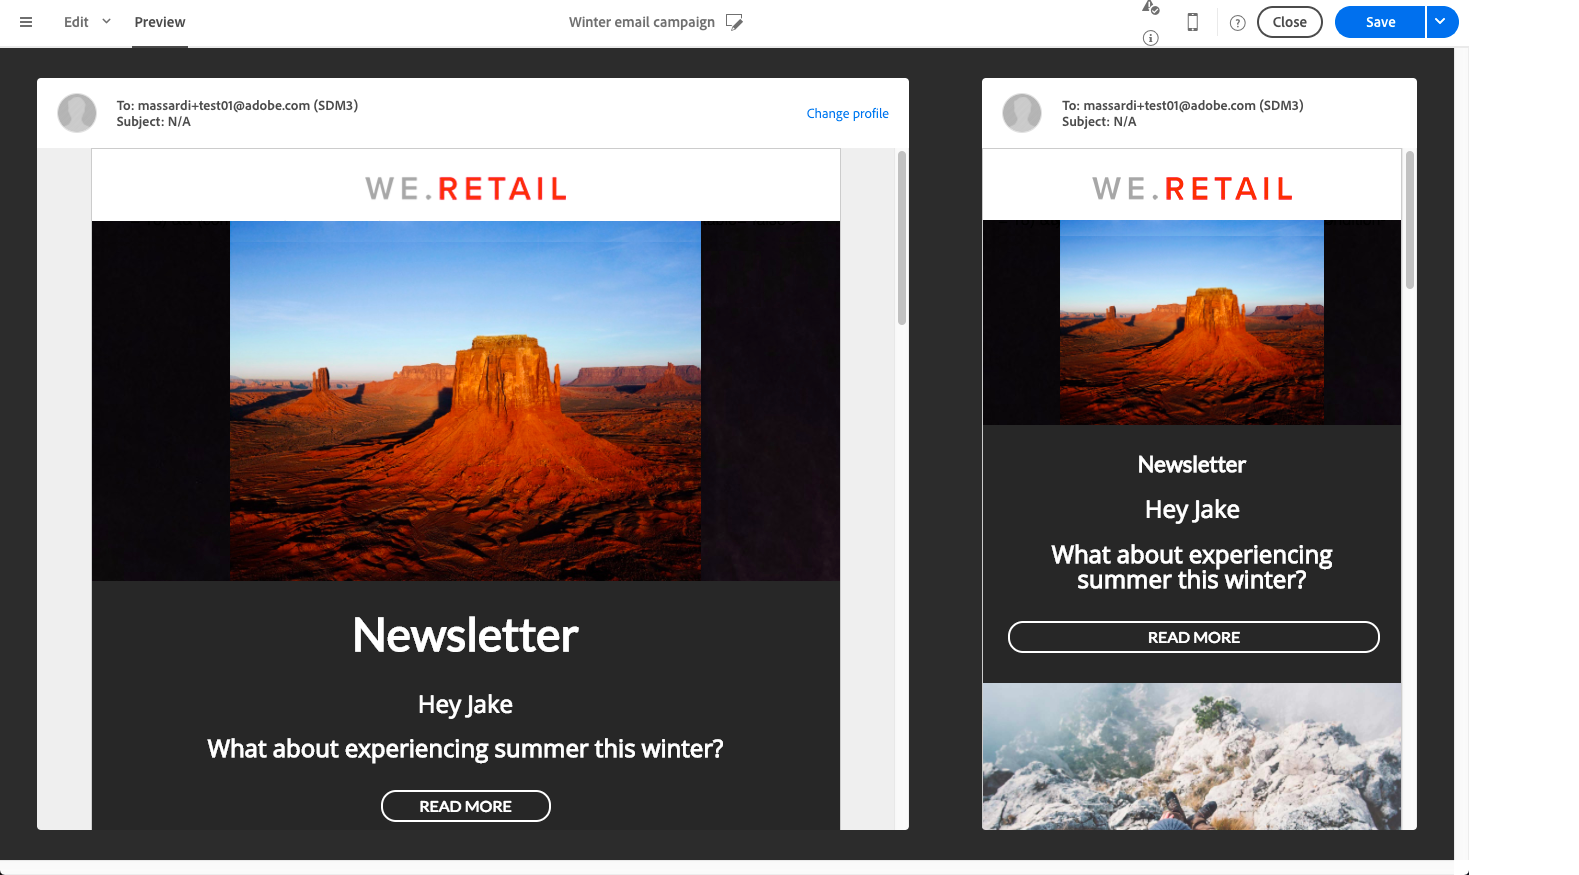 Edit
Preview
Winter email campaign
Close
Save
To: massardi+test01@adobe.com (SDM3)
Subject: N/A
Change profile
WE.RETAIL
Newsletter
Hey Jake
What about experiencing summer this winter?
READ MORE
To: massardi+test01@adobe.com (SDM3)
Subject: N/A
WE.RETAIL
Newsletter
Hey Jake
What about experiencing
summer this winter?
READ MORE